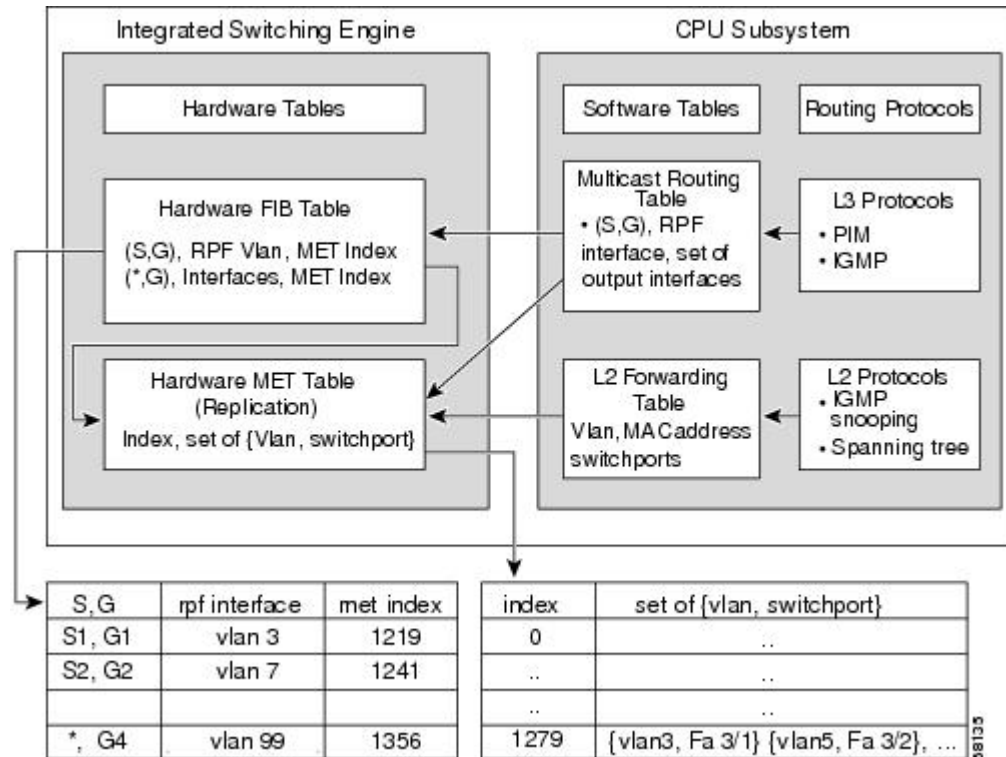 Integrated Switching Engine
CPU Subsystem
Hardware Tables
Software Tables
Routing Protocols
Hardware FIB Table
(S,G), RPF Vlan, MET Index
(*,G), Interfaces, MET Index
Multicast Routing
Table
• (S,G), RPF
interface, set of
output interfaces
L3 Protocols
• PIM
• IGMP
Hardware MET Table
(Replication)
Index, set of {Vlan, switchport}
L2 Forwarding
Table
Vlan, MACaddress
switchports
L2 Protocols
• IGMP
snooping
• Spanning tree
S,G rpf interface met index
S1, G1 vlan 3 1219
S2, G2 vlan 7 1241
*, G4 vlan 99 1356
index set of {vlan, switchport}
0 ..
.. ..
.. ..
1279 {vlan3, Fa 3/1} {vlan5, Fa 3/2}, ...
68135